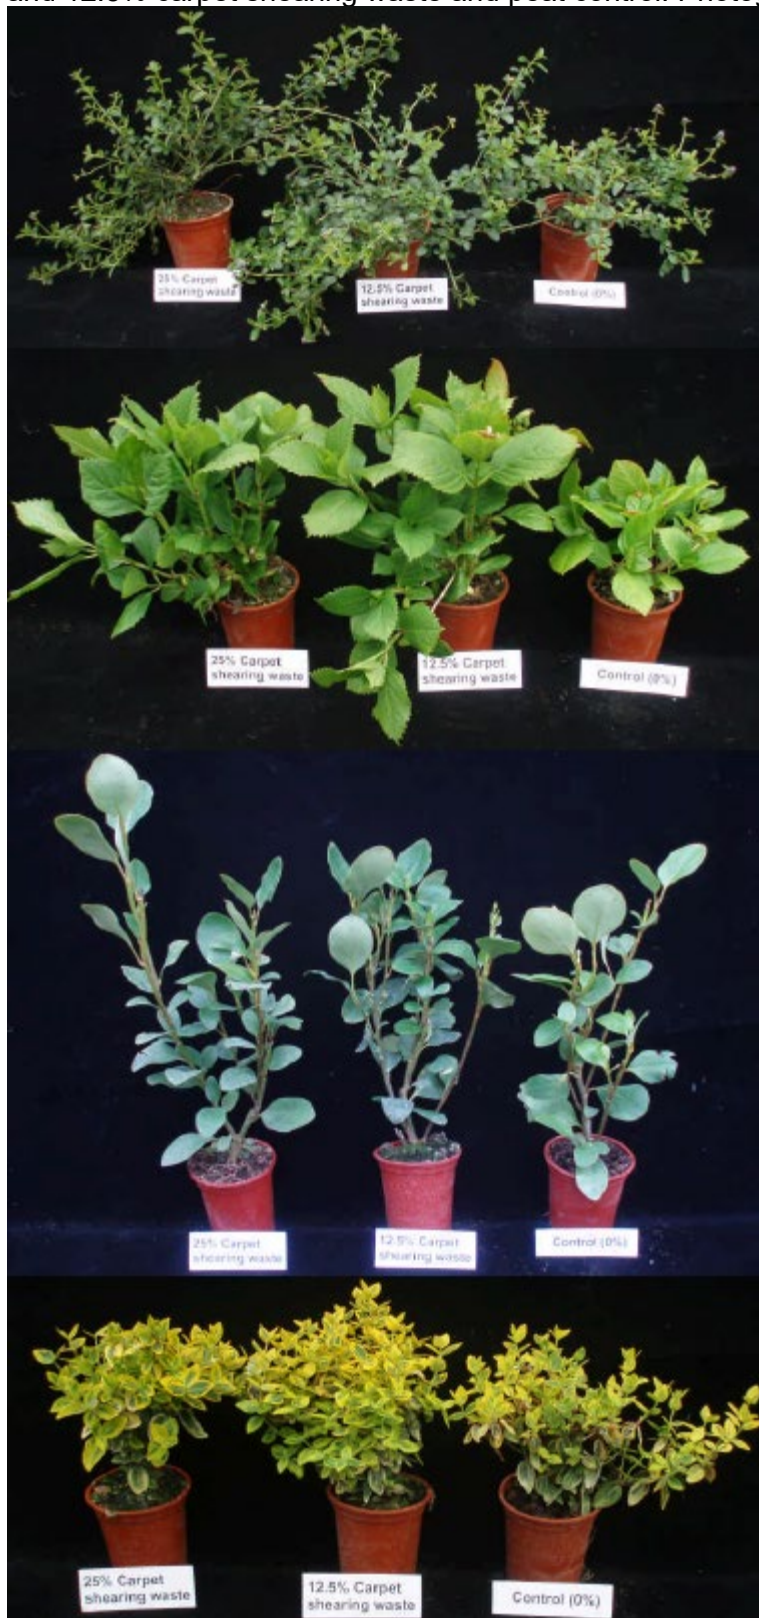 and 12.5% carpet shearing waste and peat control. Photog
25% Carpet
shearing waste
12.5% Carpet
shearing waste
Control (0%)
25% Carpet
shearing waste
12.5% Carpet
shearing waste
Control (0%)
25% Carpet
shearing waste
12.5% Carpet
shearing waste
Control (0%)
25% Carpet
shearing waste
12.5% Carpet
shearing waste
Control (0%)